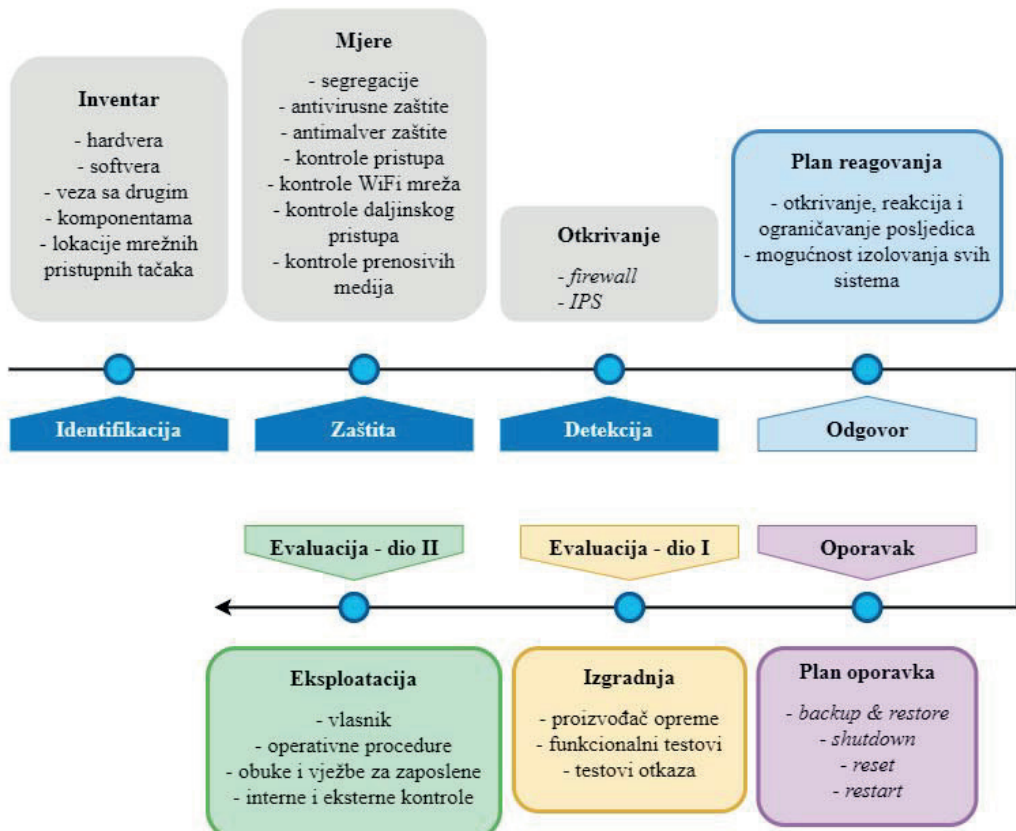 Inventar
- hardvera
- softvera
- veza sa drugim
- komponentama
- lokacije mrežnih
pristupnih tačaka
Mjere
- segregacije
- antivirusne zaštite
- antimalver zaštite
- kontrole pristupa
- kontrole WiFi mreža
- kontrole daljinskog
pristupa
- kontrole prenosivih
medija
Otkrivanje
- firewall
- IPS
Plan reagovanja
- otkrivanje, reakcija i
ograničavanje posljedica
- mogućnost izolovanja svih
sistema
Identifikacija
Zaštita
Detekcija
Odgovor
Evaluacija - dio II
Evaluacija - dio I
Oporavak
Eksploatacija
- vlasnik
- operativne procedure
- obuke i vježbe za zaposlene
- interne i eksterne kontrole
Izgradnja
- proizvođač opreme
- funkcionalni testovi
- testovi otkaza
Plan oporavka
- backup & restore
- shutdown
- reset
- restart